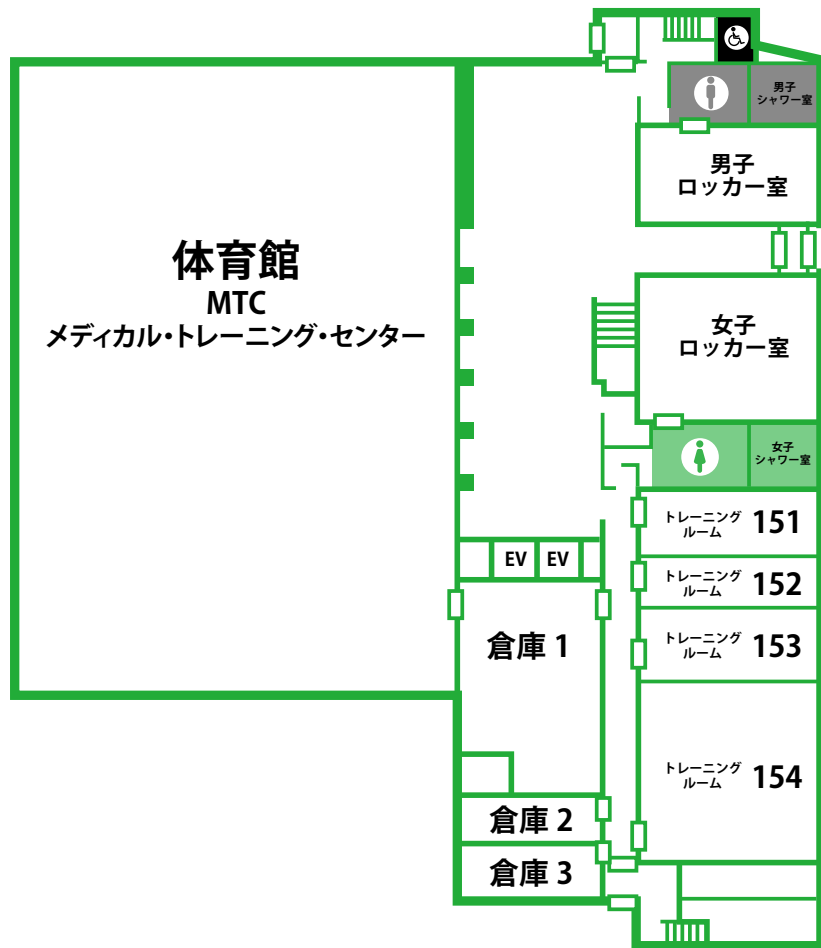 男子
シャワー室
男子
ロッカー室
体育館
MTC
メディカル・トレーニング・センター
女子
ロッカー室
女子
シャワー室
トレーニング
ルーム 151
EV EV
トレーニング
ルーム 152
倉庫 1
トレーニング
ルーム 153
トレーニング
ルーム 154
倉庫 2
倉庫 3